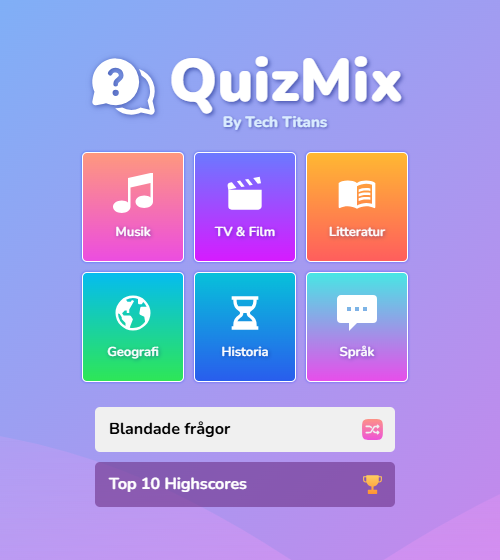 QuizMix
By Tech Titans
Musik
TV & Film
Litteratur
Geografi
Historia
Språk
Blandade frågor
Top 10 Highscores